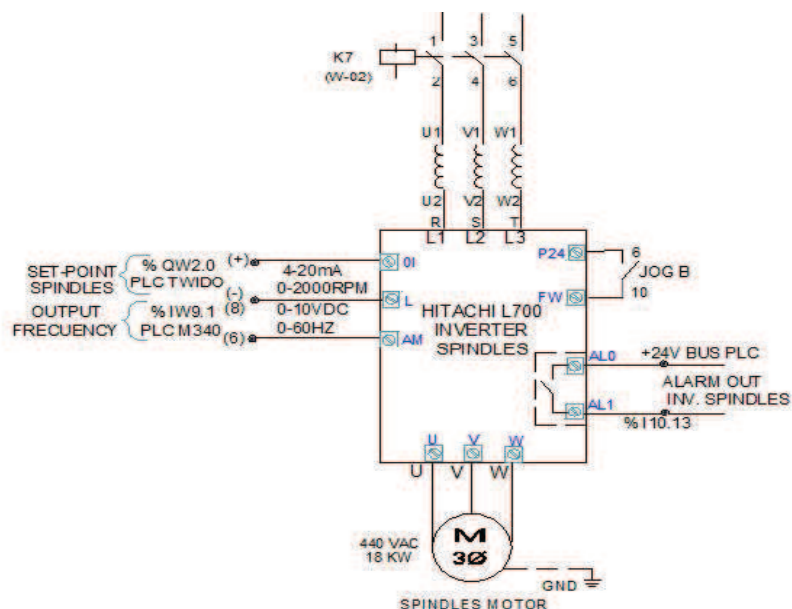 1 3 5
K7
(W-02)
2 4 6
U1 V1 W1
U2 V2 W2
R S T
L1 L2 L3
SET-POINT
SPINDLES
% QW2.0
PLC TWIDO
(+)
(-)
OUTPUT
FRECUENCY
% IW9.1
PLC M340
(8)
(6)
4-20mA
0-2000RPM
0-10VDC
0-60HZ
0I
L
AM
HITACHI L700
INVERTER
SPINDLES
P24
FW
6
JOG B
10
AL0
+24V BUS PLC
ALARM OUT
INV. SPINDLES
AL1
% I10.13
U V W
U V W
440 VAC
18 KW
M
3Ø
GND
SPINDLES MOTOR